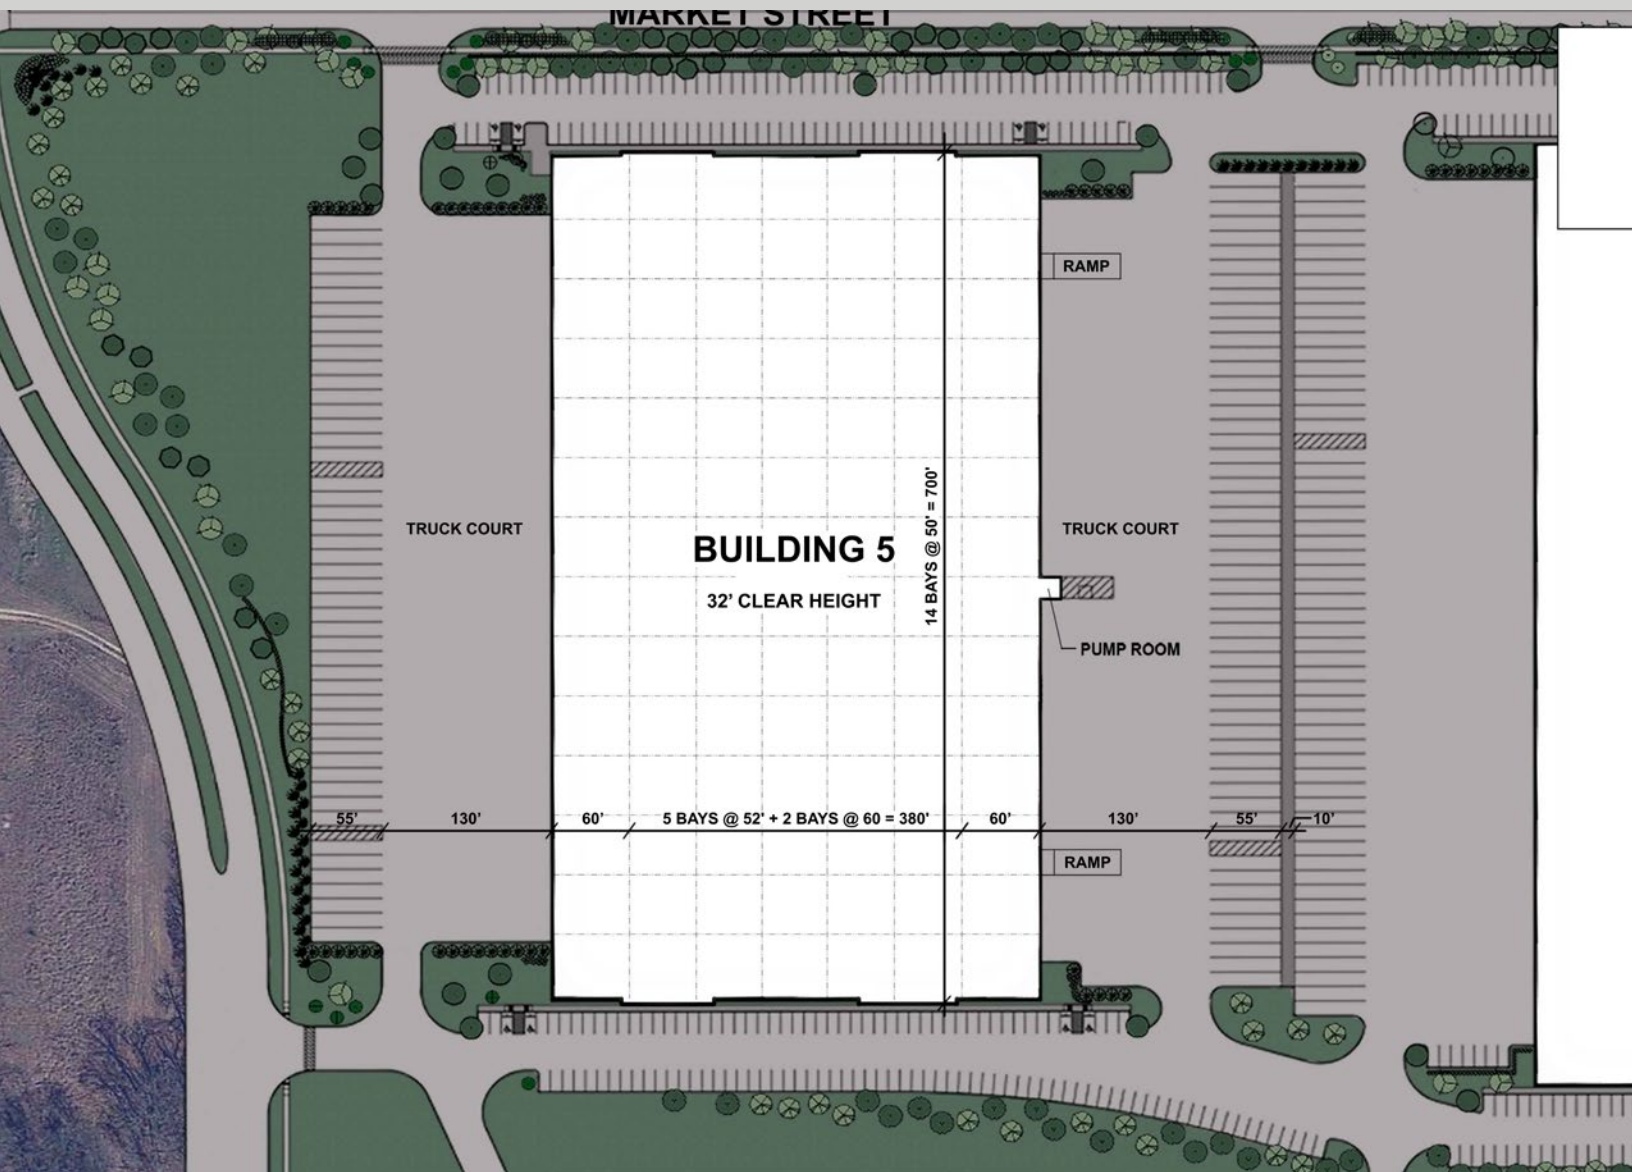 MARKET STREET
RAMP
TRUCK COURT
TRUCK COURT
BUILDING 5
32' CLEAR HEIGHT
14 BAYS @ 50' = 700'
PUMP ROOM
55'
130'
60'
5 BAYS @ 52' + 2 BAYS @ 60 = 380'
60'
130'
55'
10'
RAMP